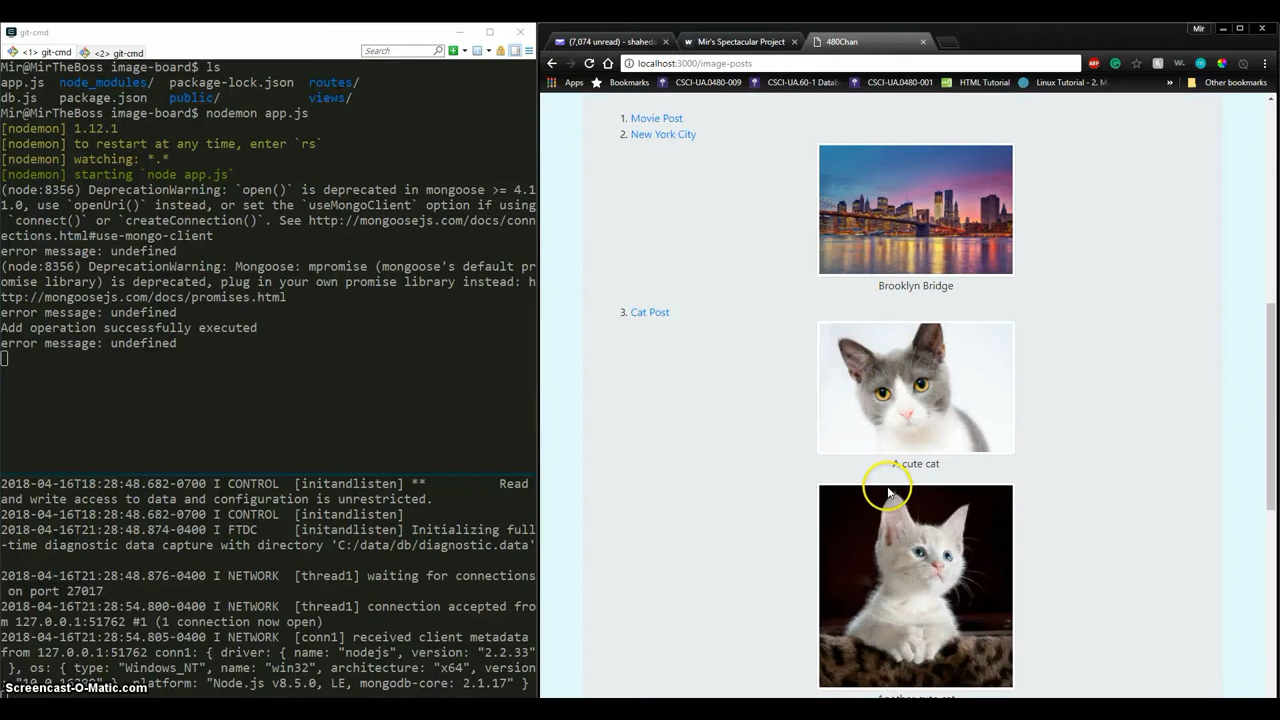 git-cmd
<1> git-cmd
<2> git-cmd
Search
Mir@MirTheBoss image-board$ ls
app.js node_modules/ package-lock.json routes/
db.js package.json public/ views/
Mir@MirTheBoss image-board$ nodemon app.js
[nodemon] 1.12.1
[nodemon] to restart at any time, enter `rs`
[nodemon] watching: *.*
[nodemon] starting `node app.js`
(node:8356) DeprecationWarning: `open()` is deprecated in mongoose >= 4.1
1.0, use `openUri()` instead, or set the `useMongoClient` option if using
`connect()` or `createConnection()`. See http://mongoosejs.com/docs/conn
ections.html#use-mongo-client
error message: undefined
(node:8356) DeprecationWarning: Mongoose: mpromise (mongoose's default pr
omise library) is deprecated, plug in your own promise library instead: h
ttp://mongoosejs.com/docs/promises.html
error message: undefined
Add operation successfully executed
error message: undefined
2018-04-16T18:28:48.682-0700 I CONTROL [initandlisten] ** Read
and write access to data and configuration is unrestricted.
2018-04-16T18:28:48.682-0700 I CONTROL [initandlisten]
2018-04-16T21:28:48.874-0400 I FTDC [initandlisten] Initializing full
-time diagnostic data capture with directory 'C:/data/db/diagnostic.data'
2018-04-16T21:28:48.876-0400 I NETWORK [thread1] waiting for connections
on port 27017
2018-04-16T21:28:54.800-0400 I NETWORK [thread1] connection accepted fro
m 127.0.0.1:51762 #1 (1 connection now open)
2018-04-16T21:28:54.805-0400 I NETWORK [conn1] received client metadata
from 127.0.0.1:51762 conn1: { driver: { name: "nodejs", version: "2.2.33"
}, os: { type: "Windows_NT", name: "win32", architecture: "x64", version:
platform: "Node.js v8.5.0, LE, mongodb-core: 2.1.17" }
Screencast-O-Matic.com
Mir
(7,074 unread) - shaheda
Mir's Spectacular Project
480Chan
localhost:3000/image-posts
Apps Bookmarks CSCI-UA.0480-009 CSCI-UA.60-1 Databa CSCI-UA.0480-001 HTML Tutorial Linux Tutorial - 2. M » Other bookmarks
1. Movie Post
2. New York City
Brooklyn Bridge
3. Cat Post
A cute cat
Another cute cat